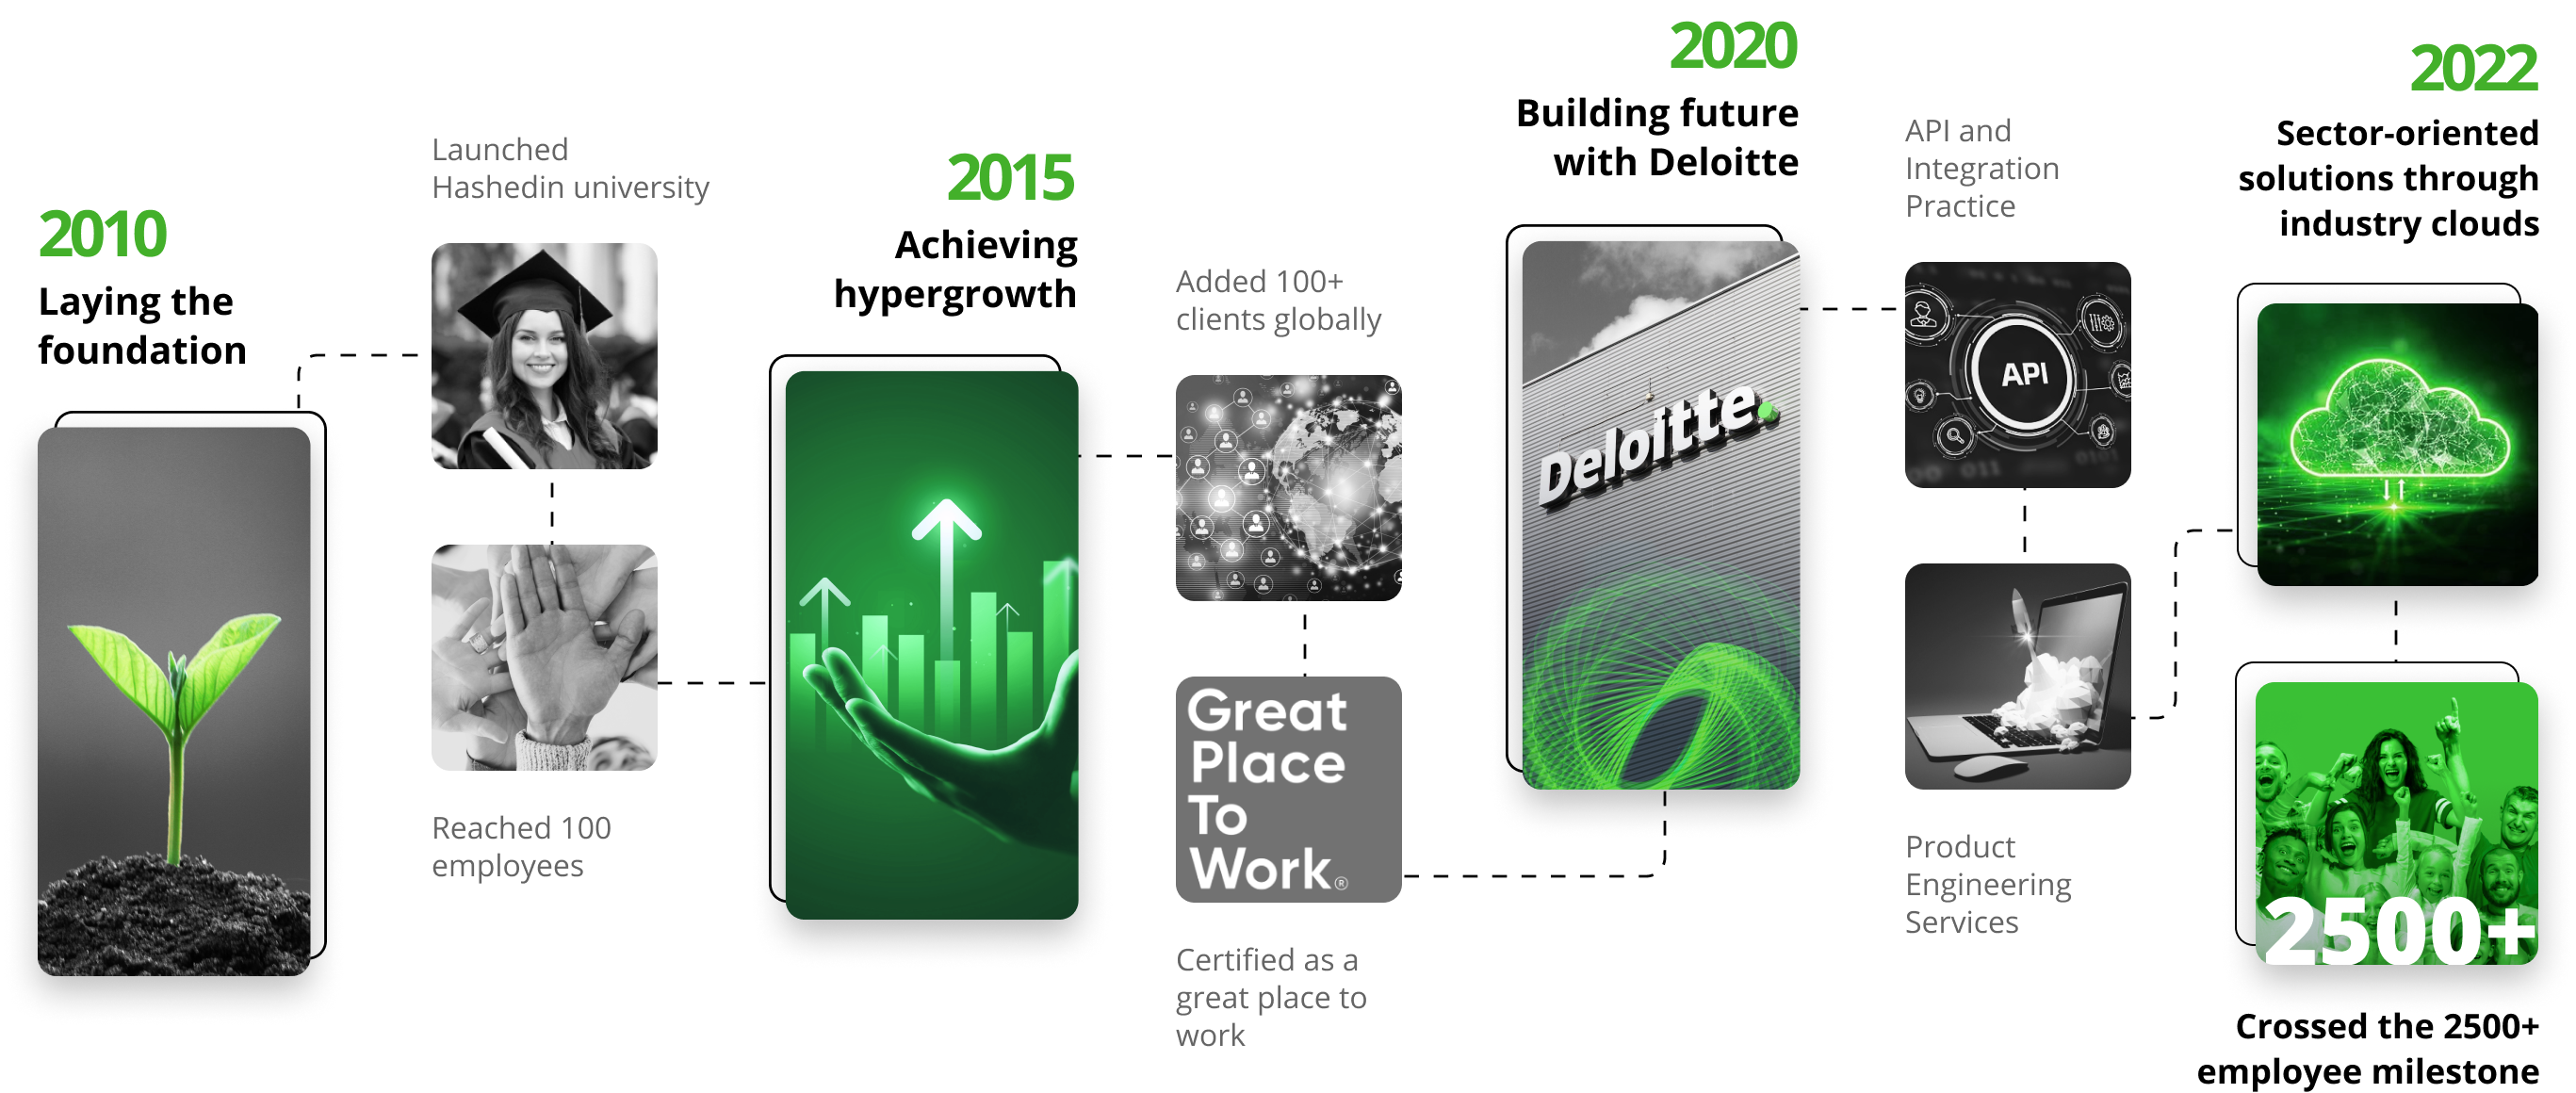 2010
Laying the
foundation
Launched
Hashedin university
Reached 100
employees
2015
Achieving
hypergrowth
Added 100+
clients globally
Great
Place
To
Work®
Certified as a
great place to
work
2020
Building future
with Deloitte
Deloitte.
API and
Integration
Practice
API
Product
Engineering
Services
2022
Sector-oriented
solutions through
industry clouds
2500+
Crossed the 2500+
employee milestone